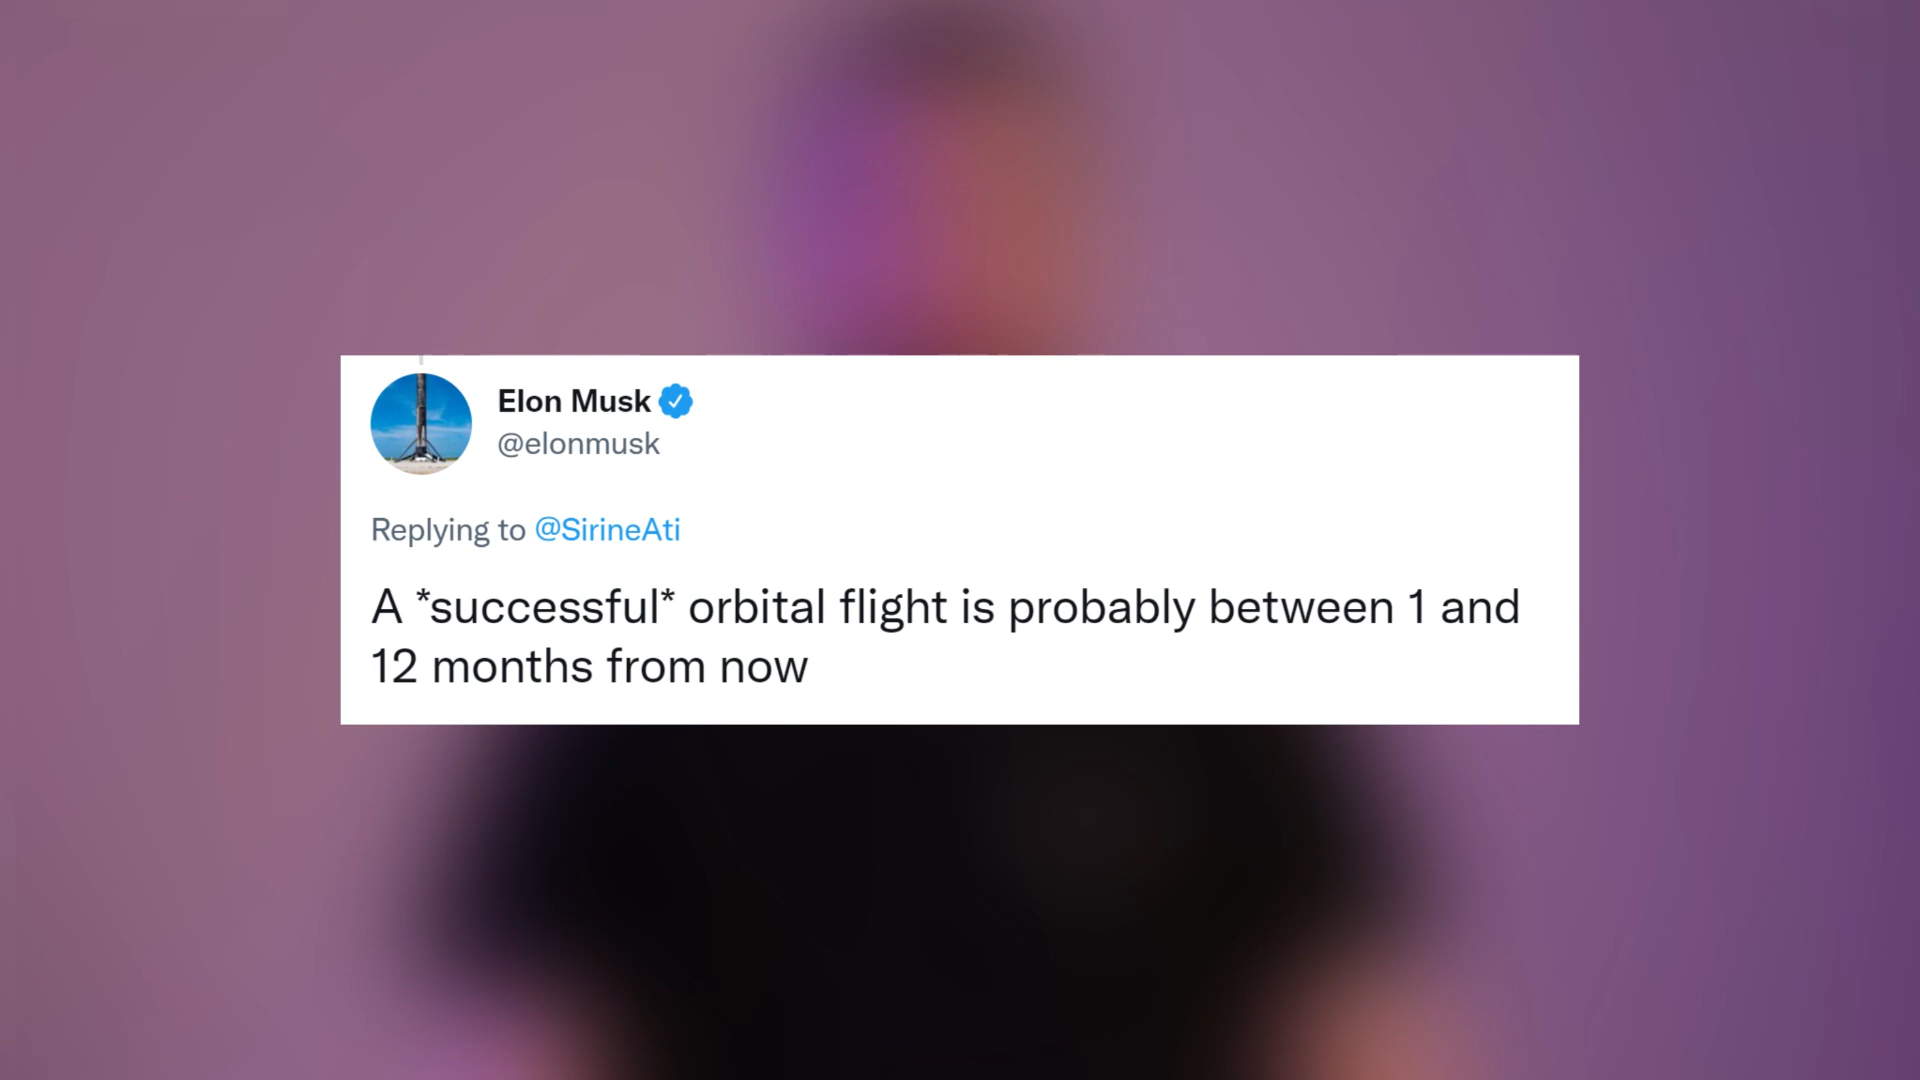 Elon Musk
@elonmusk
Replying to @SirineAti
A *successful* orbital flight is probably between 1 and
12 months from now